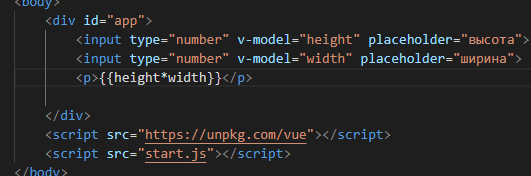 <body>
<div id="app">
<input type="number" v-model="height" placeholder="высота">
<input type="number" v-model="width" placeholder="ширина">
<p>{{height*width}}</p>
</div>
<script src="https://unpkg.com/vue"></script>
<script src="start.js"></script>
</body>